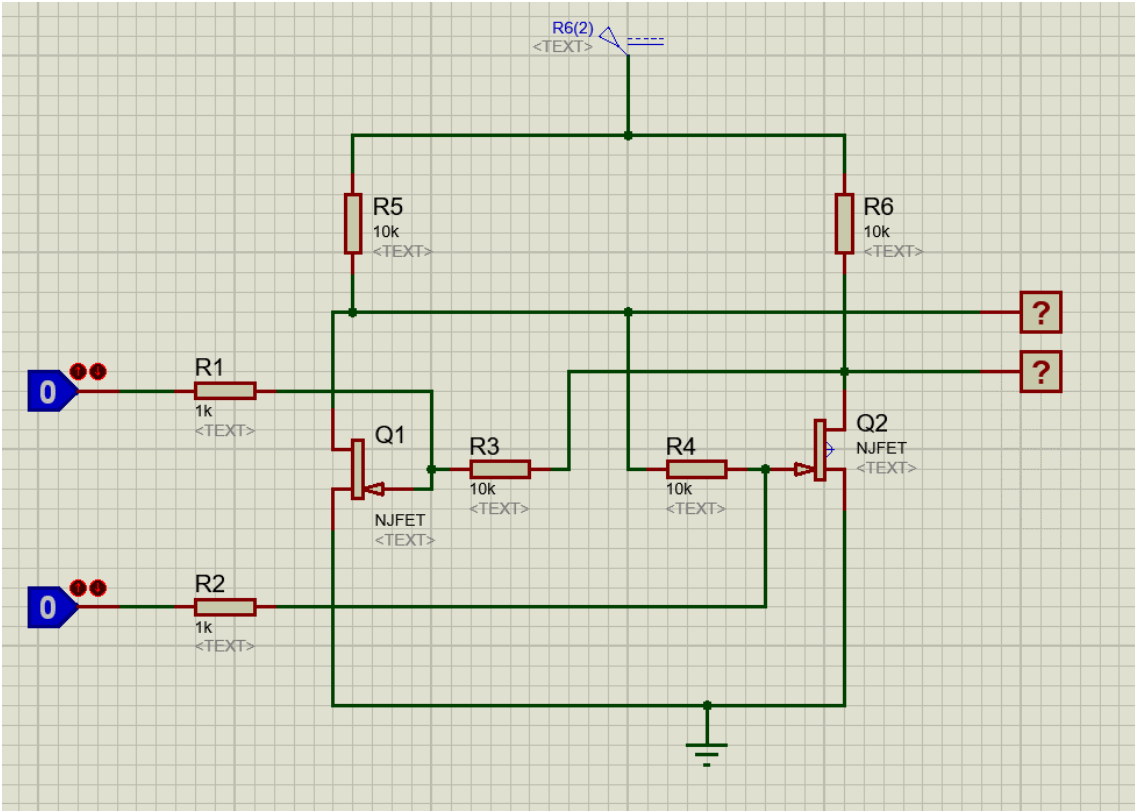 R6(2)
<TEXT>
R5
10k
<TEXT>
R6
10k
<TEXT>
?
?
0
R1
1k
<TEXT>
Q1
NJFET
<TEXT>
R3
10k
<TEXT>
R4
10k
<TEXT>
Q2
NJFET
<TEXT>
0
R2
1k
<TEXT>